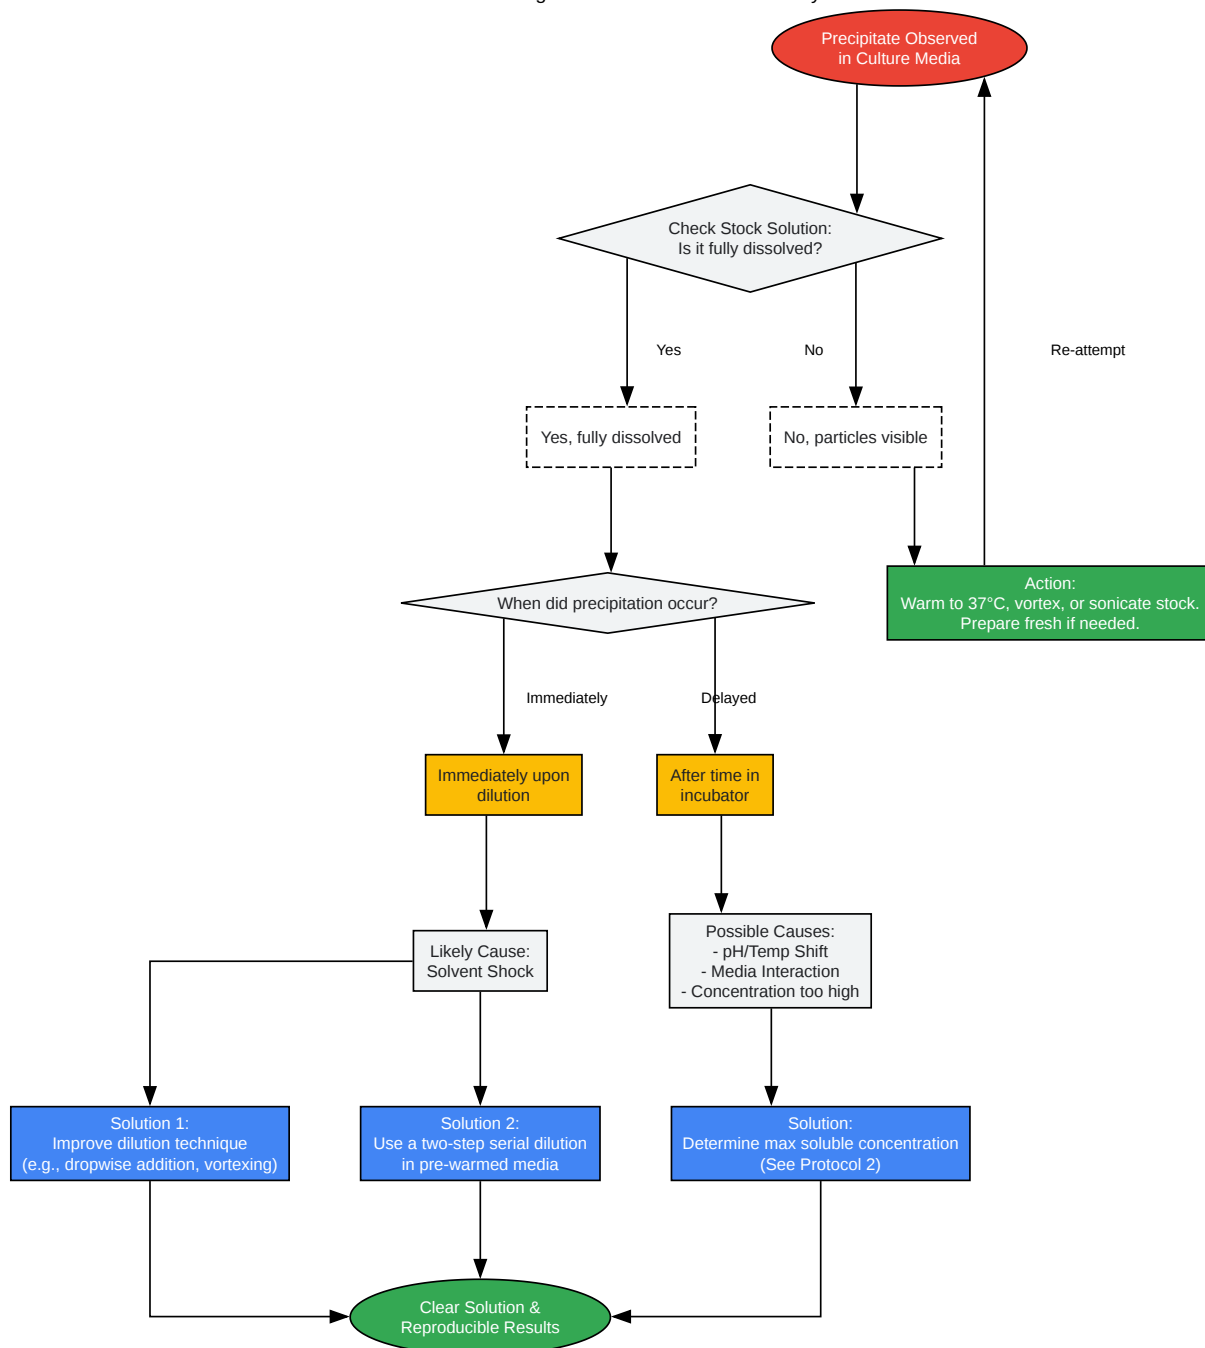 Precipitate Observed
in Culture Media
Check Stock Solution:
Is it fully dissolved?
Yes
No
Re-attempt
Yes, fully dissolved
No, particles visible
When did precipitation occur?
Action:
Warm to 37°C, vortex, or sonicate stock.
Prepare fresh if needed.
Immediately
Delayed
Immediately upon
dilution
After time in
incubator
Likely Cause:
Solvent Shock
Possible Causes:
- pH/Temp Shift
- Media Interaction
- Concentration too high
Solution 1:
Improve dilution technique
(e.g., dropwise addition, vortexing)
Solution 2:
Use a two-step serial dilution
in pre-warmed media
Solution:
Determine max soluble concentration
(See Protocol 2)
Clear Solution &
Reproducible Results